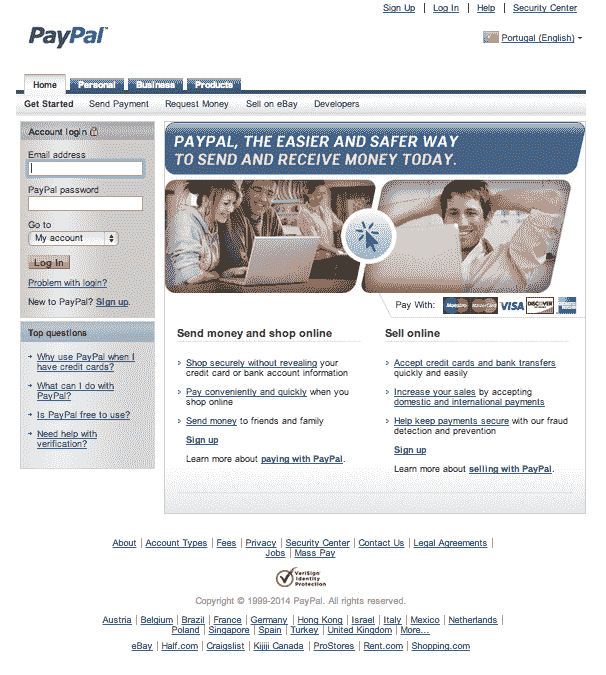 Sign Up | Log In | Help | Security Center
PayPal™
Portugal (English)
Home Personal Business Products
Get Started Send Payment Request Money Sell on eBay Developers
Account login
Email address
PayPal password
Go to
My account
Log In
Problem with login?
New to PayPal? Sign up.
Top questions
Why use PayPal when I
have credit cards?
What can I do with
PayPal?
Is PayPal free to use?
Need help with
verification?
PAYPAL, THE EASIER AND SAFER WAY
TO SEND AND RECEIVE MONEY TODAY.
Pay With: Maestro MasterCard VISA DISCOVER
Send money and shop online
Shop securely without revealing your
credit card or bank account information
Pay conveniently and quickly when you
shop online
Send money to friends and family
Sign up
Learn more about paying with PayPal.
Sell online
Accept credit cards and bank transfers
quickly and easily
Increase your sales by accepting
domestic and international payments
Help keep payments secure with our fraud
detection and prevention
Sign up
Learn more about selling with PayPal.
About | Account Types | Fees | Privacy | Security Center | Contact Us | Legal Agreements |
Jobs | Mass Pay
VeriSign
Identity
Protection
Copyright © 1999-2014 PayPal. All rights reserved.
Austria | Belgium | Brazil | France | Germany | Hong Kong | Israel | Italy | Mexico | Netherlands
Poland | Singapore | Spain | Turkey | United Kingdom | More...
eBay | Half.com | Craigslist | Kijiji Canada | ProStores | Rent.com | Shopping.com